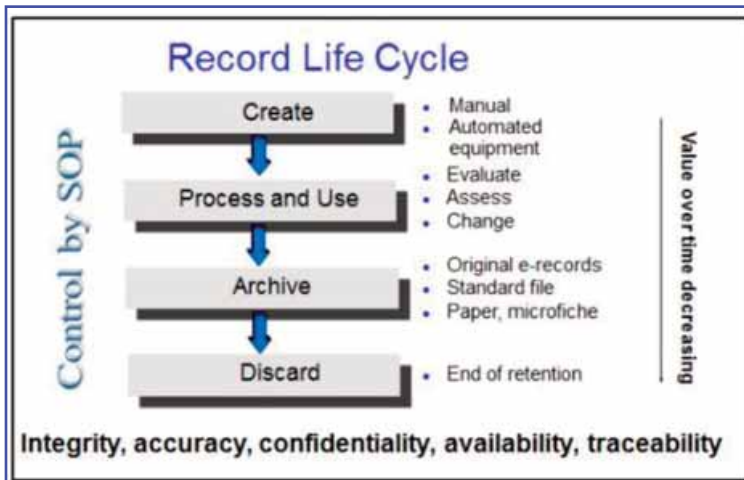 Record Life Cycle
Control by SOP
Create
• Manual
• Automated
equipment
Process and Use
• Evaluate
• Assess
• Change
Archive
• Original e-records
• Standard file
• Paper, microfiche
Discard
• End of retention
Value over time decreasing
Integrity, accuracy, confidentiality, availability, traceability